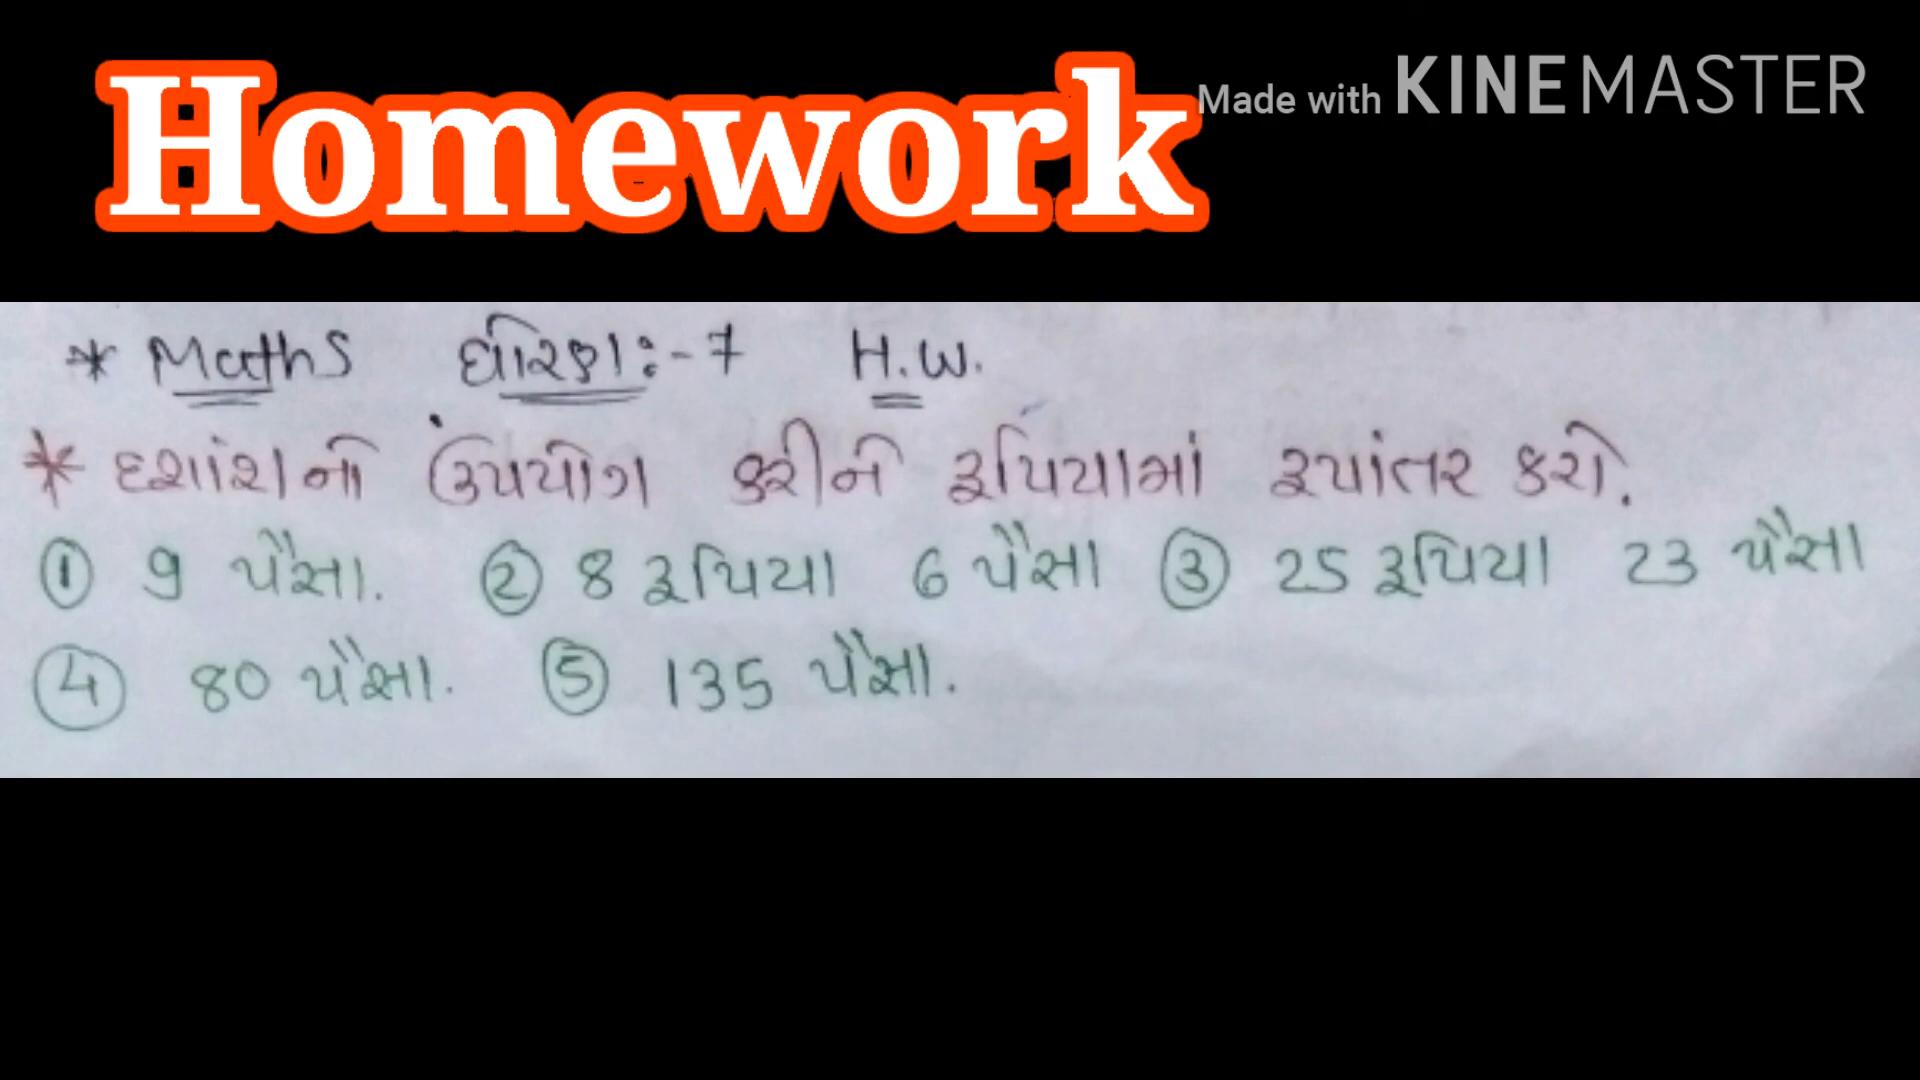 Homework
Made with KINEMASTER
* Maths ધોરણ:-7 H.W.
* દશાંશનો ઉપયોગ કરીને રૂપિયામાં રૂપાંતર કરો.
① 9 પૈસા. ② 8 રૂપિયા 6 પૈસા ③ 25 રૂપિયા 23 પૈસા
④ 80 પૈસા. ⑤ 135 પૈસા.